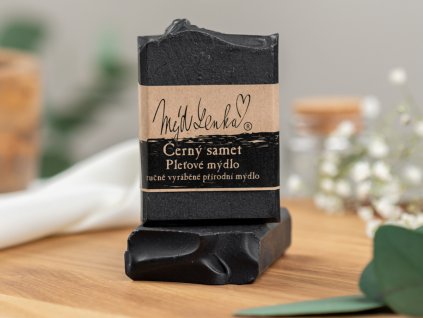 MýdLenka®
Černý samet
Pleťové mýdlo
ručně vyráběné přírodní mýdlo